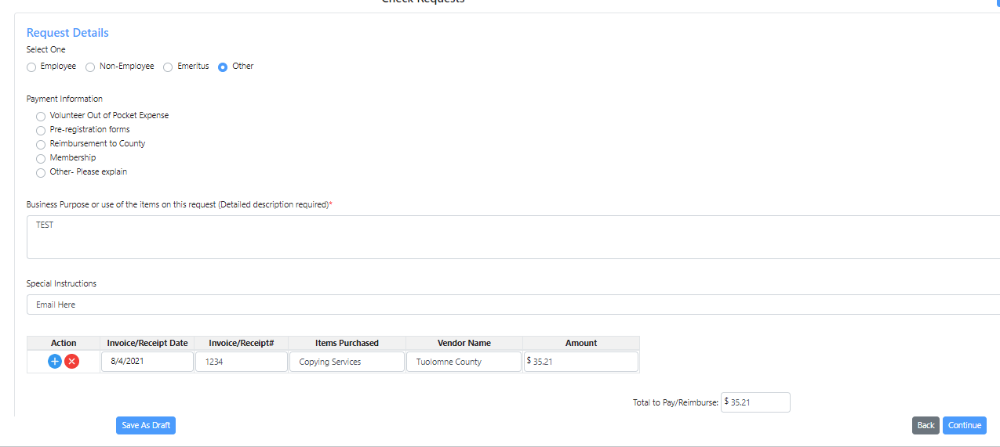 Check Requests
Request Details
Select One
Employee Non-Employee Emeritus Other
Payment Information
Volunteer Out of Pocket Expense
Pre-registration forms
Reimbursement to County
Membership
Other- Please explain
Business Purpose or use of the items on this request (Detailed description required)*
TEST
Special Instructions
Email Here
Action Invoice/Receipt Date Invoice/Receipt# Items Purchased Vendor Name Amount
8/4/2021 1234 Copying Services Tuolomne County $ 35.21
Total to Pay/Reimburse: $ 35.21
Save As Draft Back Continue